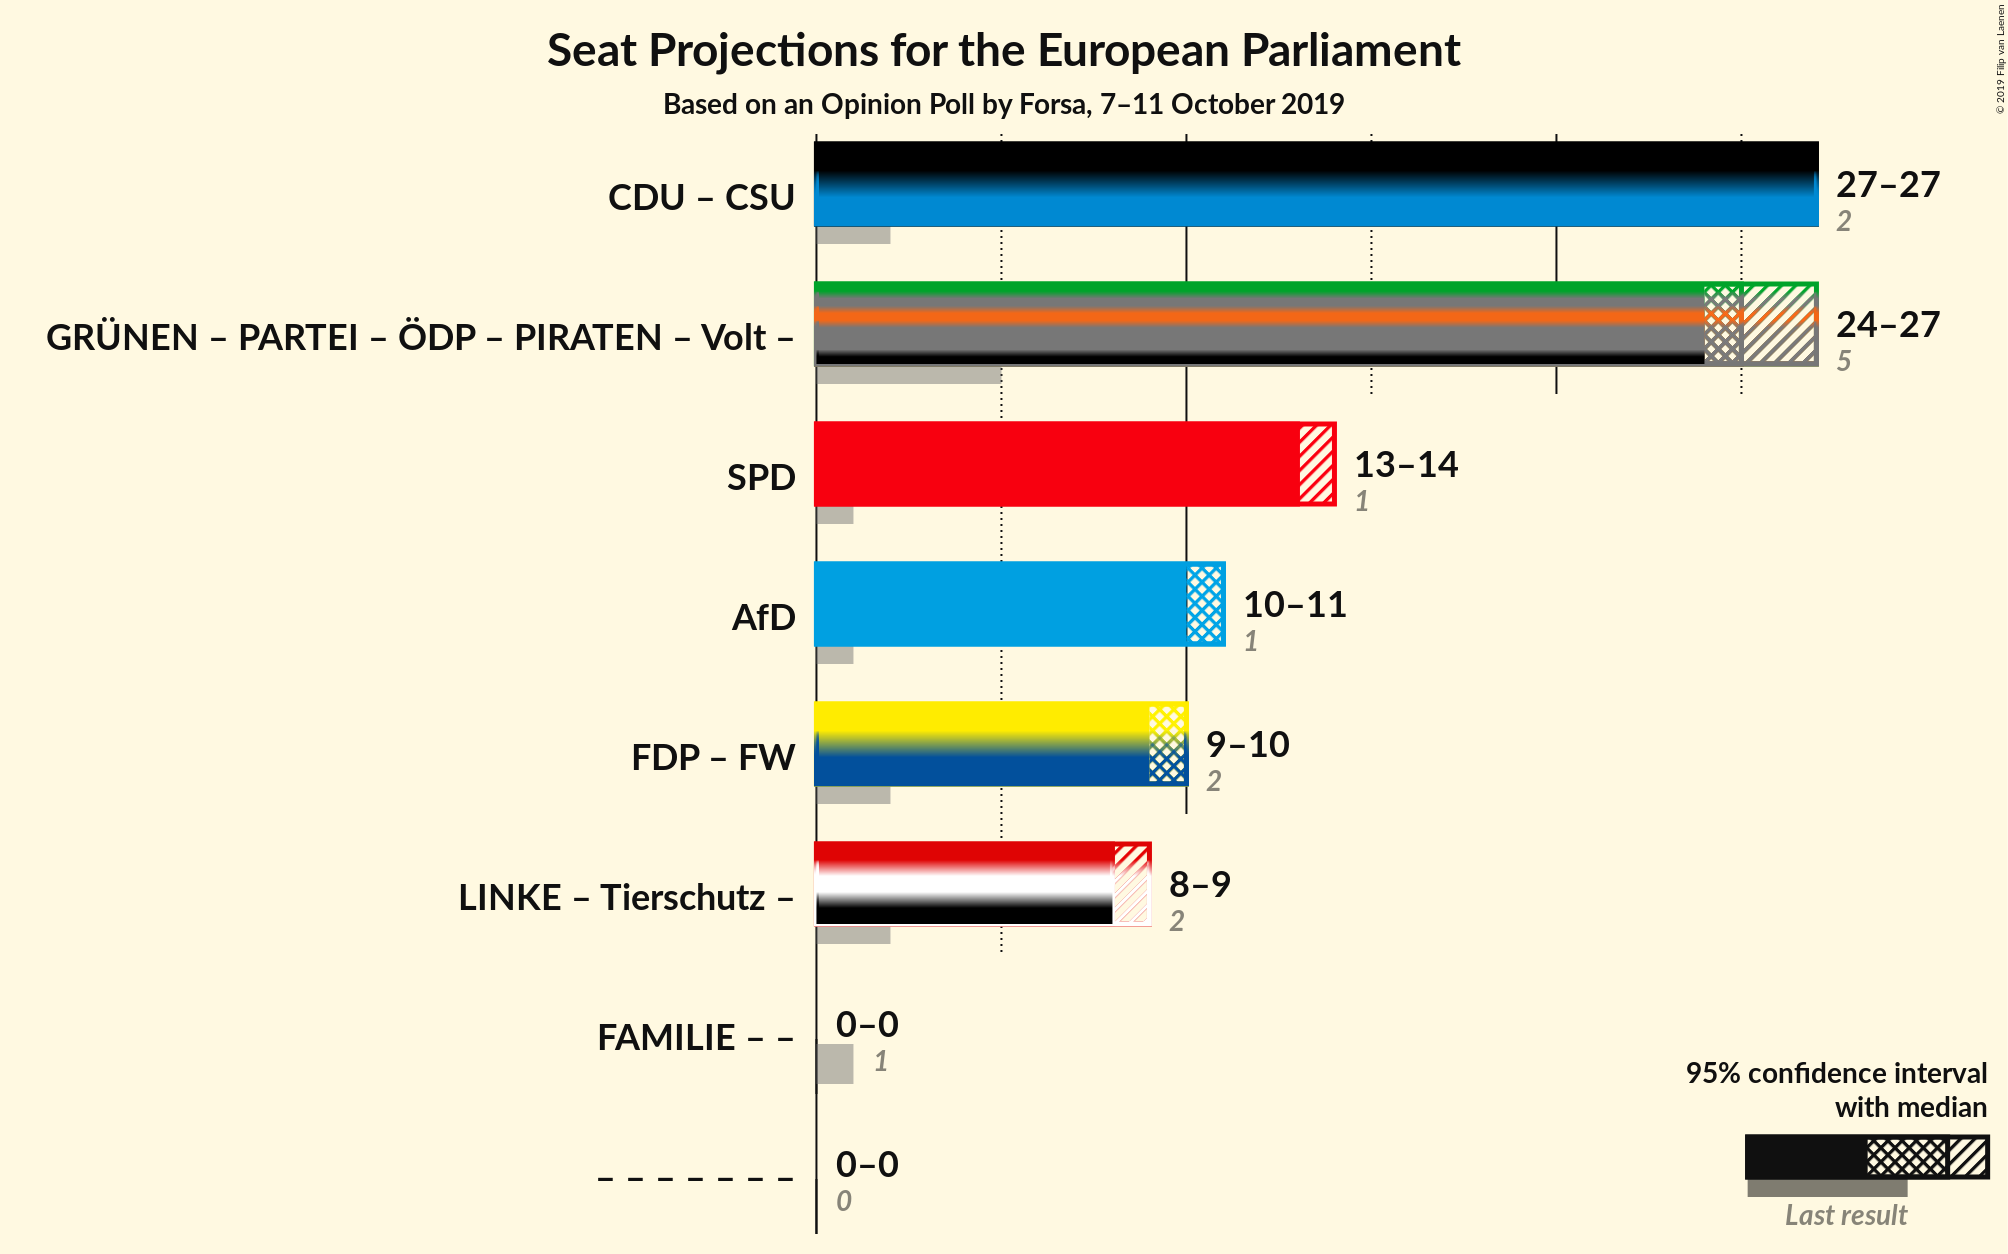 Seat Projections for the European Parliament
Based on an Opinion Poll by Forsa, 7–11 October 2019
© 2019 Filip van Laenen
CDU – CSU
27–27
2
GRÜNEN – PARTEI – ÖDP – PIRATEN – Volt –
24–27
5
SPD
13–14
1
AfD
10–11
1
FDP – FW
9–10
2
LINKE – Tierschutz –
8–9
2
FAMILIE – –
0–0
1
– – – – – – –
0–0
0
95% confidence interval
with median
Last result